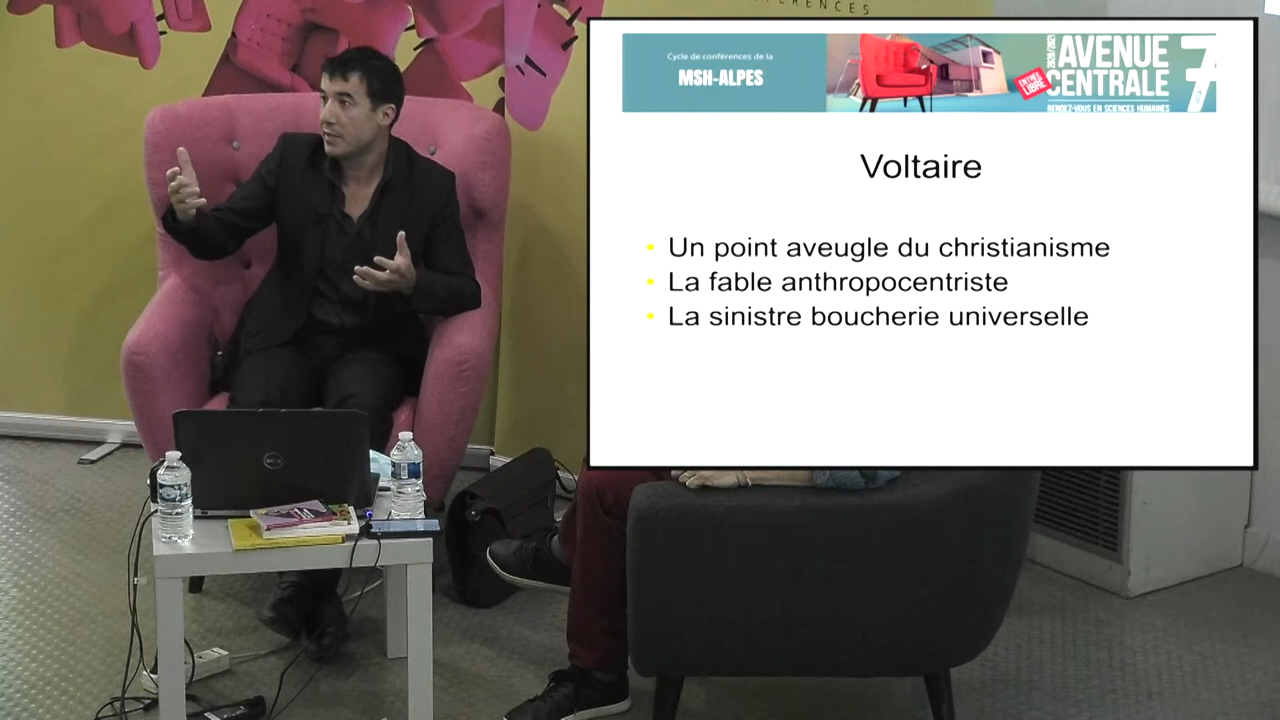 Cycle de conférences de la
MSH-ALPES
ENTRÉE
LIBRE
2020/2021
AVENUE
CENTRALE
7
RENDEZ-VOUS EN SCIENCES HUMAINES
Voltaire
Un point aveugle du christianisme
La fable anthropocentriste
La sinistre boucherie universelle
DELL